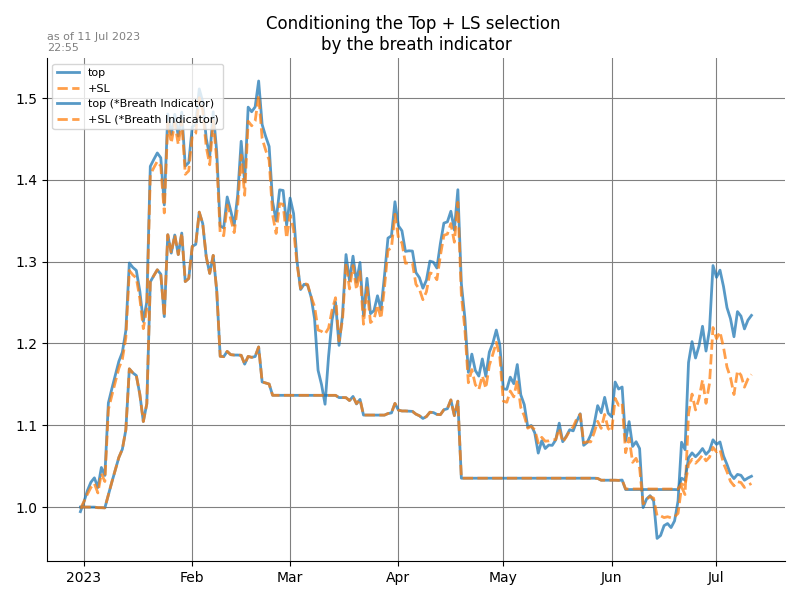 Conditioning the Top + LS selection
by the breath indicator
as of 11 Jul 2023
22:55
top
+SL
top (*Breath Indicator)
+SL (*Breath Indicator)
1.5
1.4
1.3
1.2
1.1
1.0
2023 Feb Mar Apr May Jun Jul